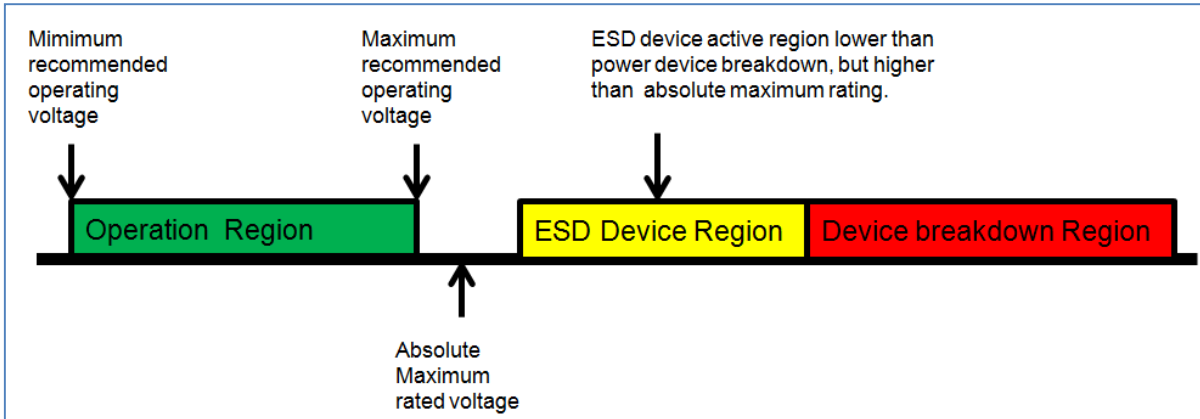 Mimimum
recommended
operating
voltage
Maximum
recommended
operating
voltage
ESD device active region lower than
power device breakdown, but higher
than absolute maximum rating.
Operation Region
ESD Device Region
Device breakdown Region
Absolute
Maximum
rated voltage